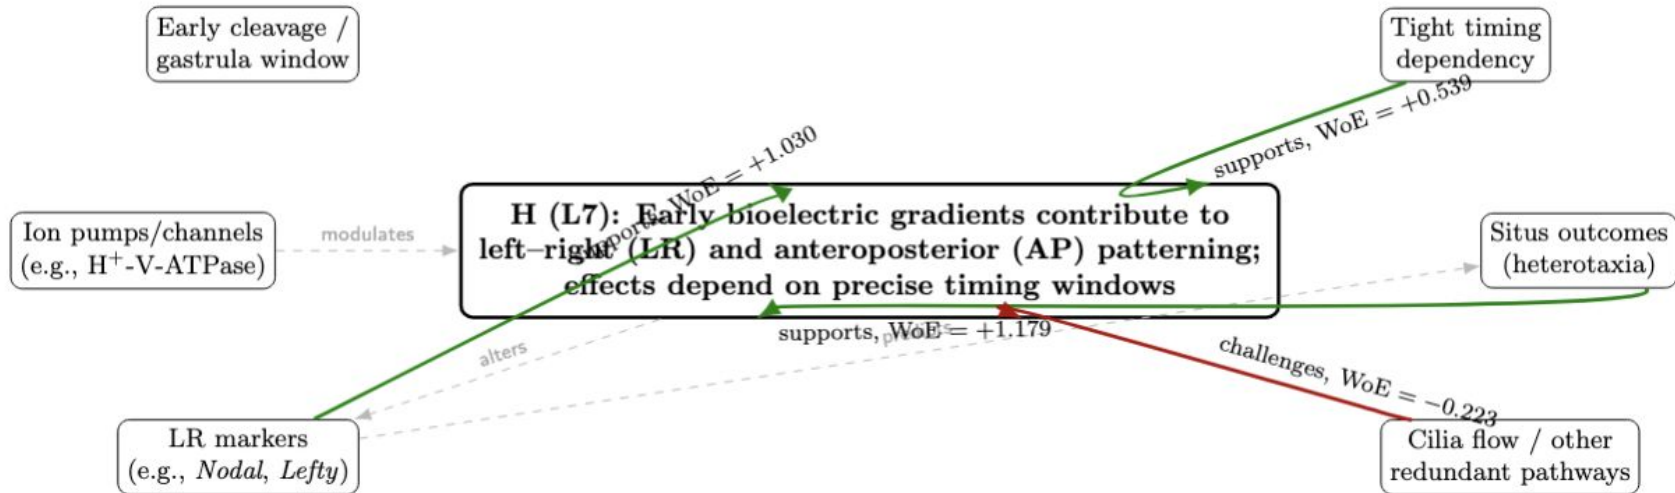 Early cleavage /
gastrula window
Tight timing
dependency
supports, WoE = +0.539
supports, WoE = +1.030
Ion pumps/channels
(e.g., H⁺-V-ATPase)
modulates
H (L7): Early bioelectric gradients contribute to
left–right (LR) and anteroposterior (AP) patterning;
effects depend on precise timing windows
Situs outcomes
(heterotaxia)
supports, WoE = +1.179
alters
challenges, WoE = −0.223
LR markers
(e.g., Nodal, Lefty)
Cilia flow / other
redundant pathways